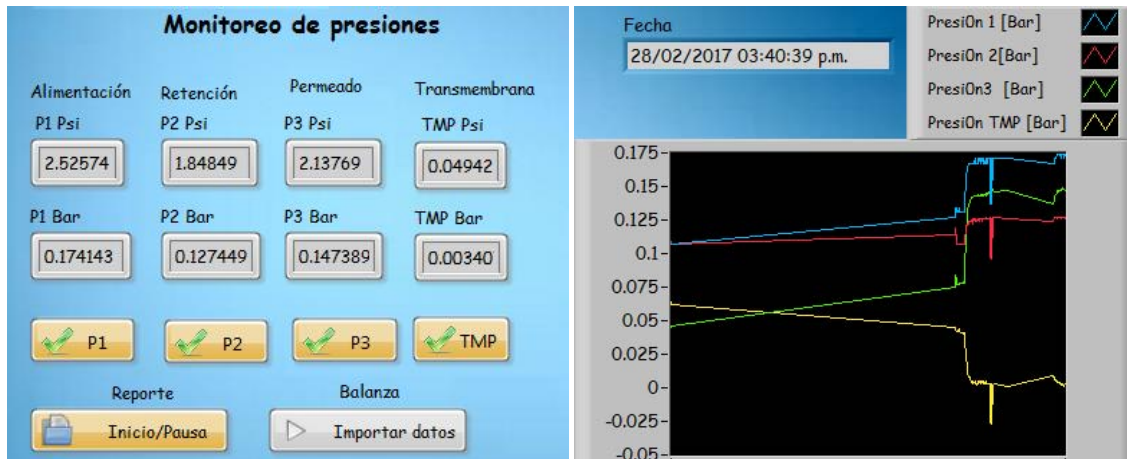 Monitoreo de presiones
Alimentación Retención Permeado Transmembrana
P1 Psi P2 Psi P3 Psi TMP Psi
2.52574 1.84849 2.13769 0.04942
P1 Bar P2 Bar P3 Bar TMP Bar
0.174143 0.127449 0.147389 0.00340
P1 P2 P3 TMP
Reporte Balanza
Inicio/Pausa Importar datos
Fecha
28/02/2017 03:40:39 p.m.
Presi0n 1 [Bar]
Presi0n 2[Bar]
Presi0n3 [Bar]
Presi0n TMP [Bar]
0.175-
0.15-
0.125-
0.1-
0.075-
0.05-
0.025-
0-
-0.025-
-0.05-